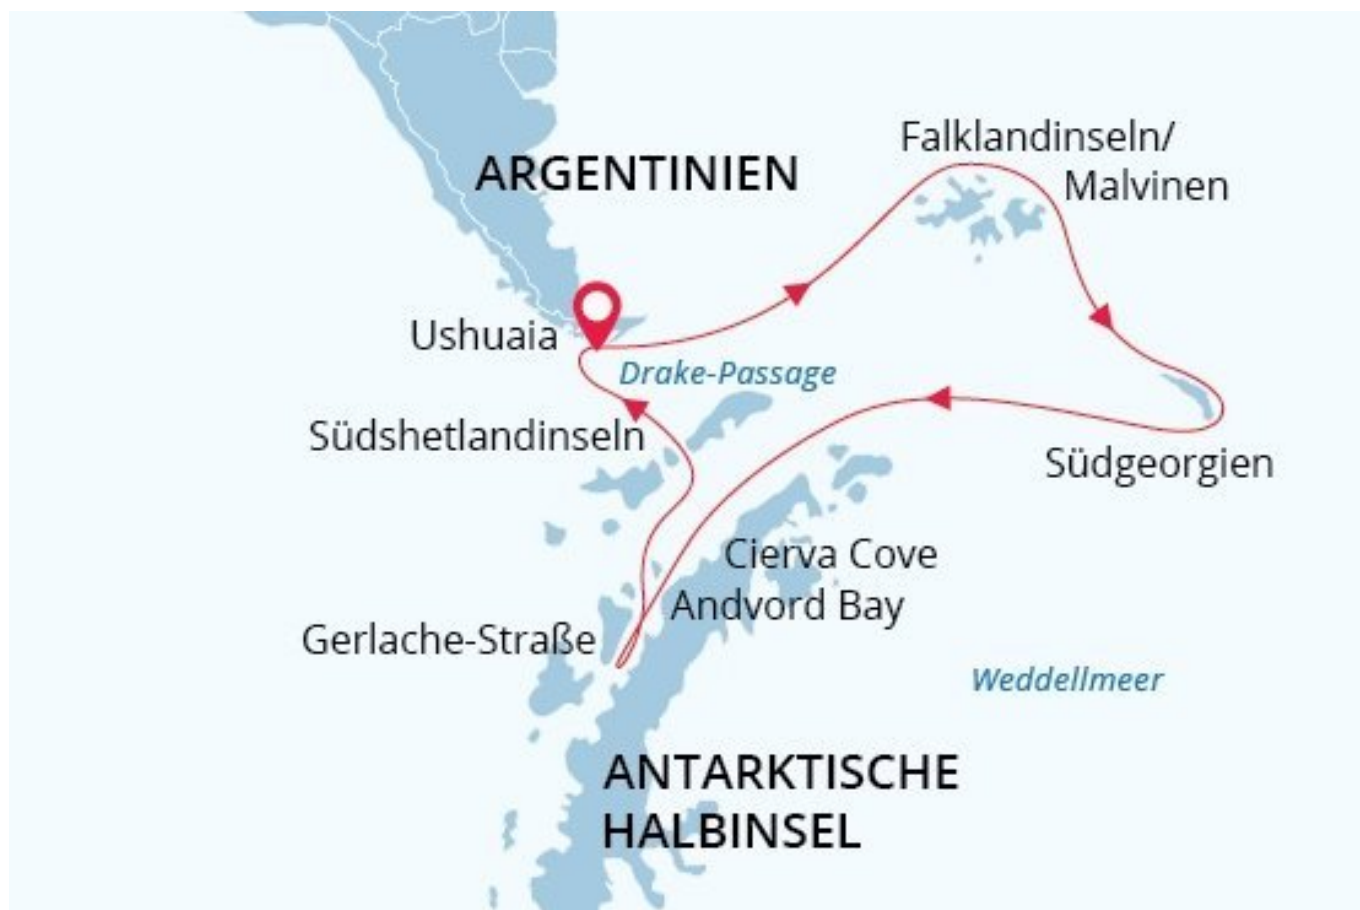 Falklandinseln/
Malvinen
ARGENTINIEN
Ushuaia
Drake-Passage
Südshetlandinseln
Südgeorgien
Cierva Cove
Andvord Bay
Gerlache-Straße
Weddellmeer
ANTARKTISCHE
HALBINSEL